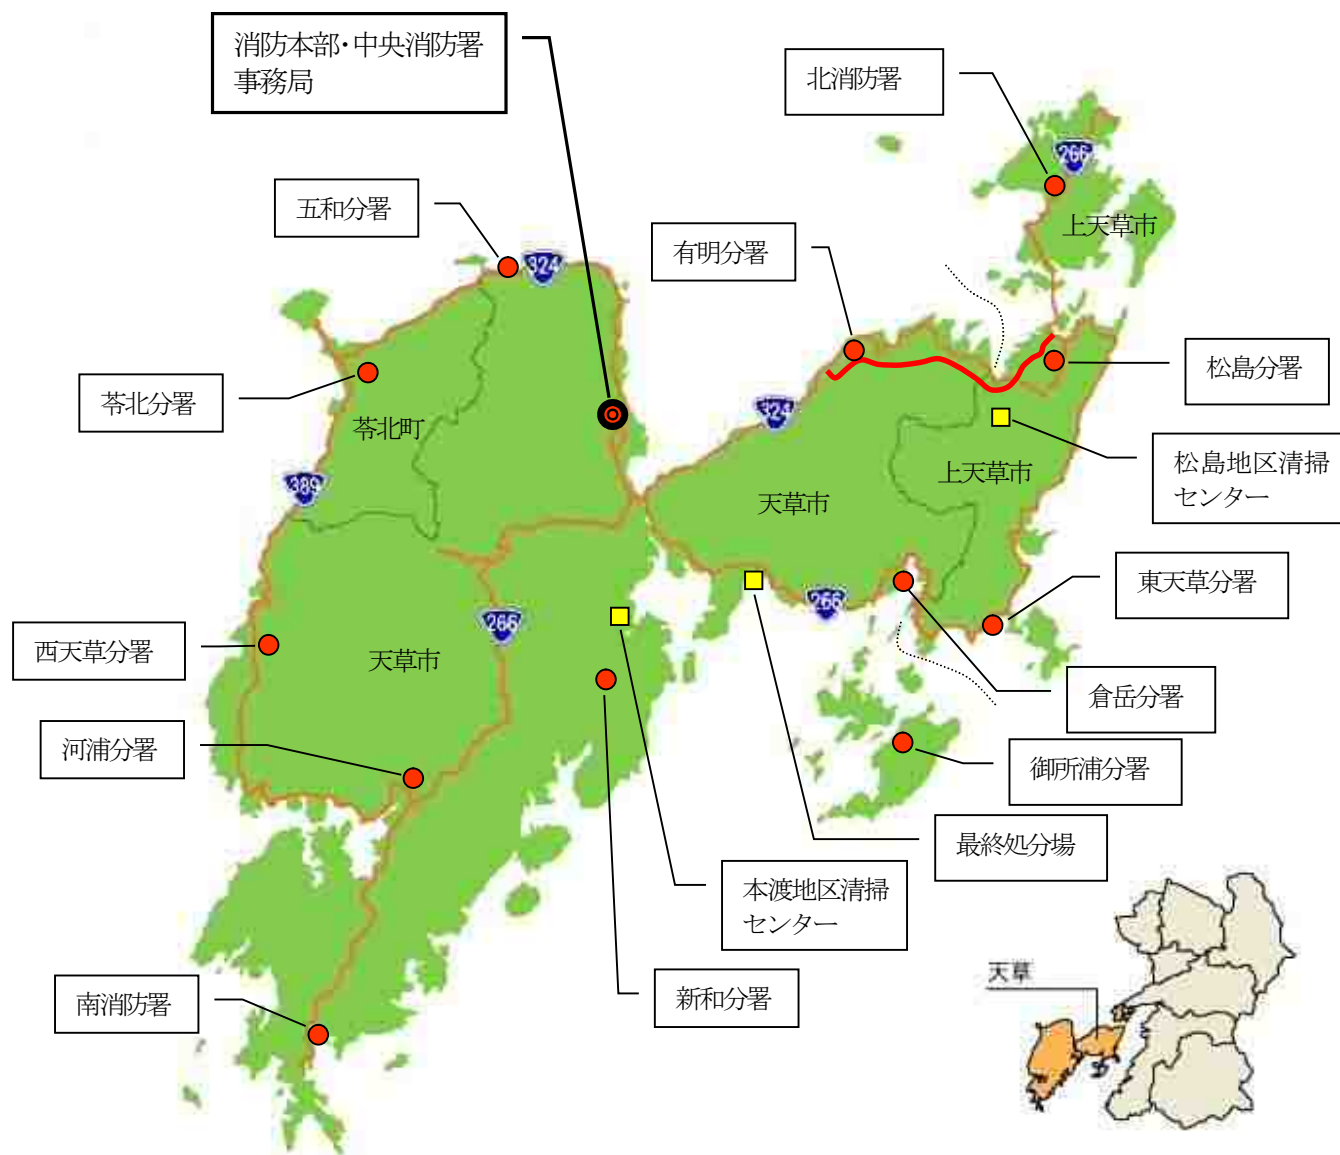 消防本部・中央消防署
事務局
北消防署
266
五和分署
上天草市
有明分署
324
松島分署
苓北分署
324
苓北町
松島地区清掃
センター
上天草市
389
天草市
東天草分署
266
266
西天草分署
天草市
倉岳分署
河浦分署
御所浦分署
最終処分場
本渡地区清掃
センター
天草
南消防署
新和分署